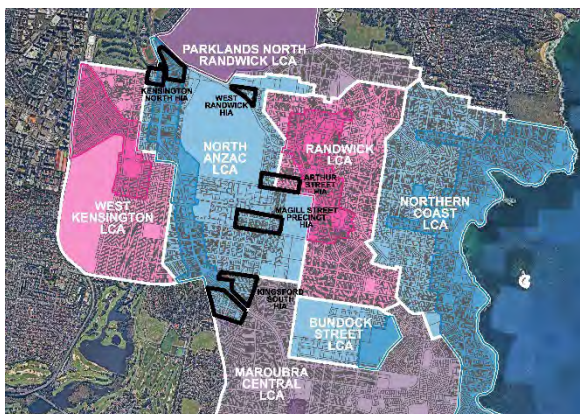 PARKLANDS NORTH
RANDWICK LCA
KENSINGTON
NORTH HIA
WEST
RANDWICK
HIA
NORTH
ANZAC
LCA
RANDWICK
LCA
ARTHUR
STREET
HIA
WEST
KENSINGTON
LCA
MAGILL STREET
PRECINCT
HIA
NORTHERN
COAST
LCA
KINGSFORD
SOUTH
HIA
BUNDOCK
STREET
LCA
MAROUBRA
CENTRAL
LCA